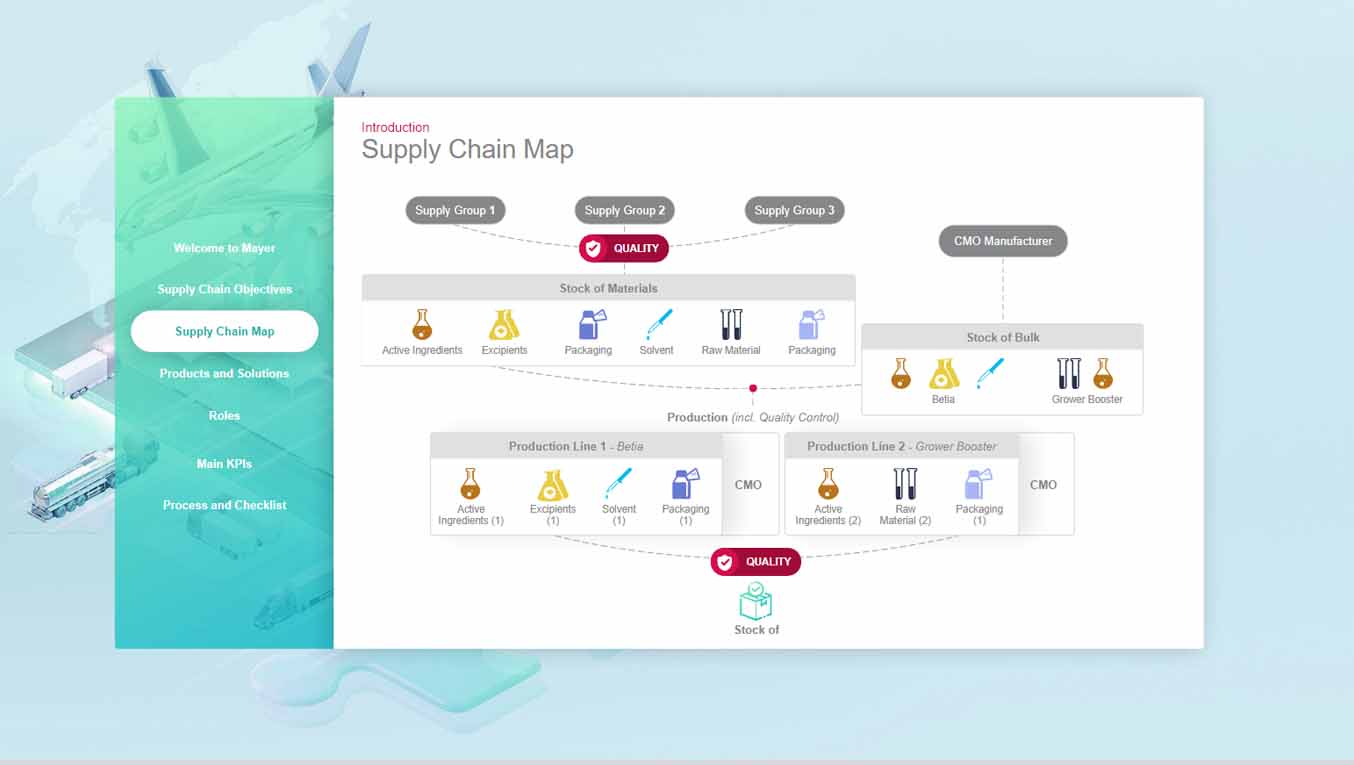 Welcome to Mayer
Supply Chain Objectives
Supply Chain Map
Products and Solutions
Roles
Main KPIs
Process and Checklist
Introduction
Supply Chain Map
Supply Group 1
Supply Group 2
Supply Group 3
QUALITY
CMO Manufacturer
Stock of Materials
Active Ingredients
Excipients
Packaging
Solvent
Raw Material
Packaging
Stock of Bulk
Betia
Grower Booster
Production (incl. Quality Control)
Production Line 1 - Betia
Active
Ingredients (1)
Excipients
(1)
Solvent
(1)
Packaging
(1)
CMO
Production Line 2 - Grower Booster
Active
Ingredients (2)
Raw
Material (2)
Packaging
(1)
CMO
QUALITY
Stock of